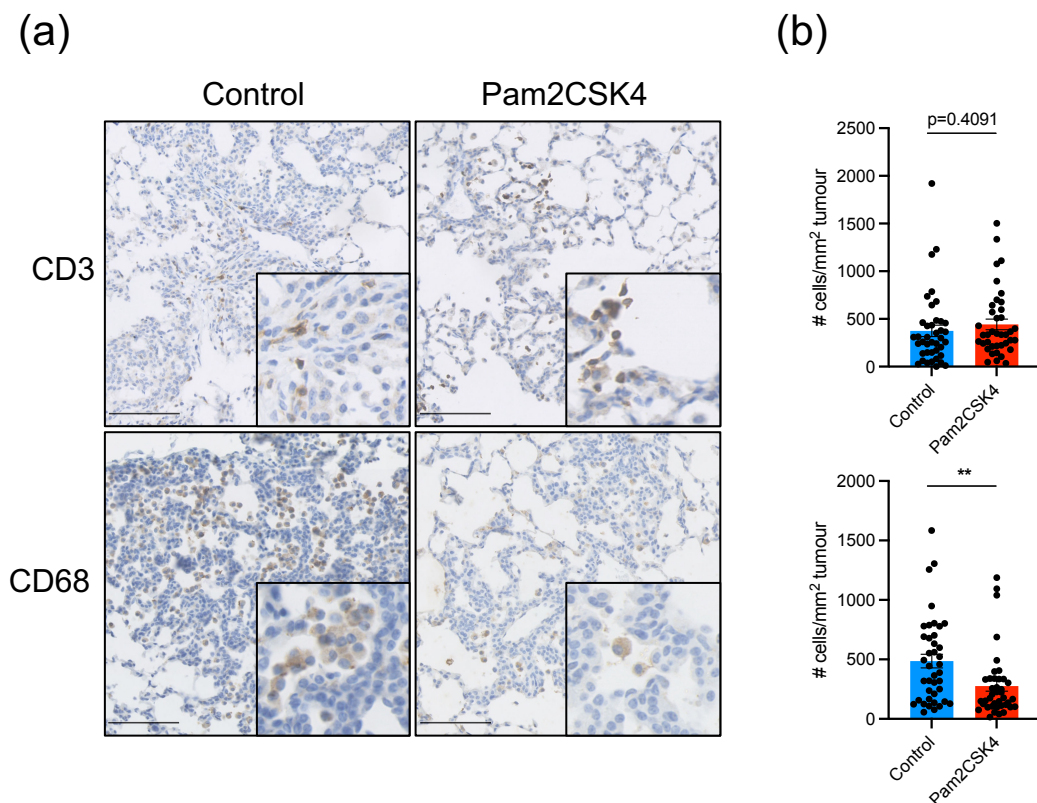 (a)
Control
Pam2CSK4
CD3
CD68
(b)
p=0.4091
# cells/mm² tumour
2500
2000
1500
1000
500
0
Control
Pam2CSK4
**
# cells/mm² tumour
2000
1500
1000
500
0
Control
Pam2CSK4